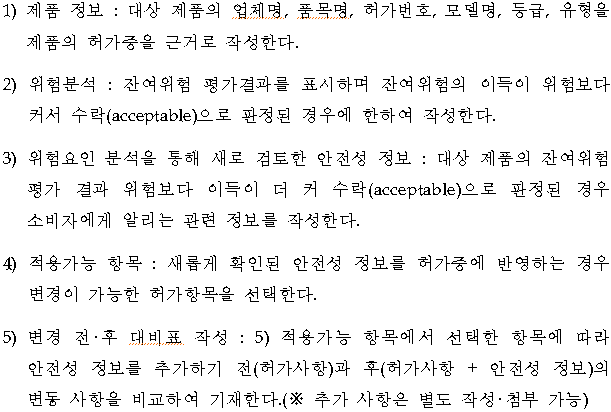 1) 제품 정보 : 대상 제품의 업체명, 품목명, 허가번호, 모델명, 등급, 유형을
제품의 허가증을 근거로 작성한다.
2) 위험분석 : 잔여위험 평가결과를 표시하며 잔여위험의 이득이 위험보다
커서 수락(acceptable)으로 판정된 경우에 한하여 작성한다.
3) 위험요인 분석을 통해 새로 검토한 안전성 정보 : 대상 제품의 잔여위험
평가 결과 위험보다 이득이 더 커 수락(acceptable)으로 판정된 경우
소비자에게 알리는 관련 정보를 작성한다.
4) 적용가능 항목 : 새롭게 확인된 안전성 정보를 허가증에 반영하는 경우
변경이 가능한 허가항목을 선택한다.
5) 변경 전·후 대비표 작성 : 5) 적용가능 항목에서 선택한 항목에 따라
안전성 정보를 추가하기 전(허가사항)과 후(허가사항 + 안전성 정보)의
변동 사항을 비교하여 기재한다.(※ 추가 사항은 별도 작성·첨부 가능)